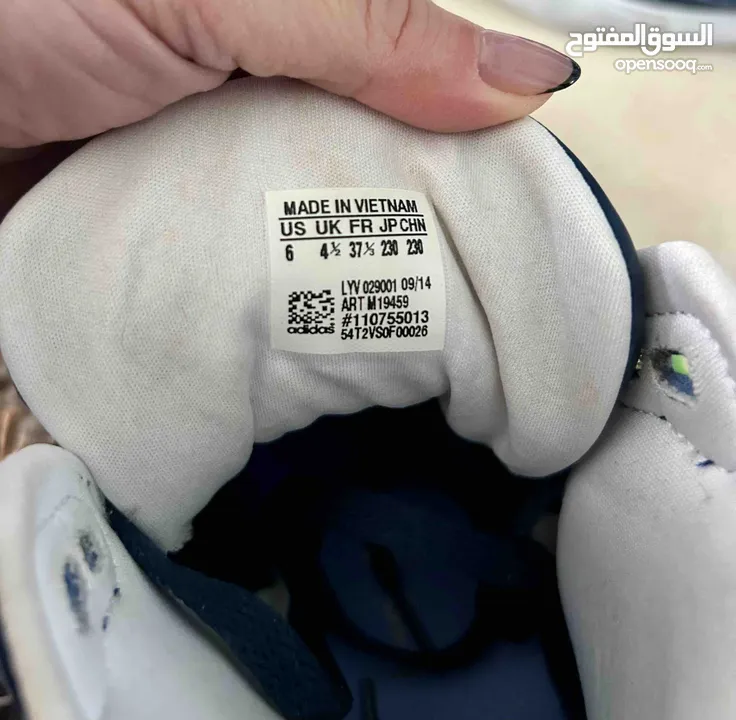 السوق المفتوح
opensooq.com
MADE IN VIETNAM
US UK FR JP CHN
6 4½ 37⅓ 230 230
LYV 029001 09/14
ART M19459
#110755013
adidas 54T2VS0F00026